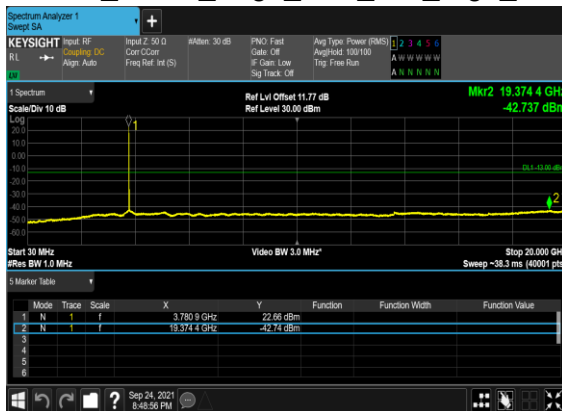 Spectrum Analyzer 1
Swept SA
KEYSIGHT
RL
Input: RF
Coupling: DC
Align: Auto
Input Z: 50 Ω
Corr CCorr
Freq Ref: Int (S)
#Atten: 30 dB
PNO: Fast
Gate: Off
IF Gain: Low
Sig Track: Off
Avg Type: Power (RMS)
Avg|Hold: 100/100
Trig: Free Run
1 2 3 4 5 6
A W W W W W
A N N N N N
1 Spectrum
Scale/Div 10 dB
Ref Lvl Offset 11.77 dB
Ref Level 30.00 dBm
Mkr2 19.374 4 GHz
-42.737 dBm
Log
20.0
10.0
0.00
-10.0
-20.0
-30.0
-40.0
-50.0
-60.0
1
DL1 -13.00 dBm
2
Start 30 MHz
#Res BW 1.0 MHz
Video BW 3.0 MHz*
Stop 20.000 GHz
Sweep ~38.3 ms (40001 pts)
5 Marker Table
Mode Trace Scale X Y Function Function Width Function Value
1 N 1 f 3.780 9 GHz 22.66 dBm
2 N 1 f 19.374 4 GHz -42.74 dBm
3
4
5
6
?
Sep 24, 2021
8:48:56 PM